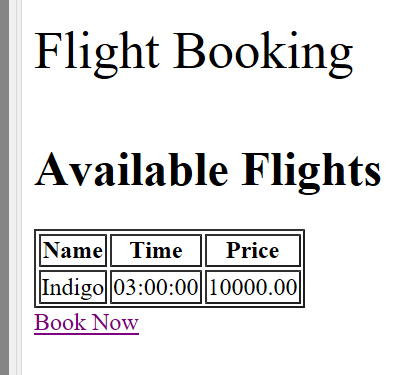 Flight Booking
Available Flights
Name Time Price
Indigo 03:00:00 10000.00
Book Now